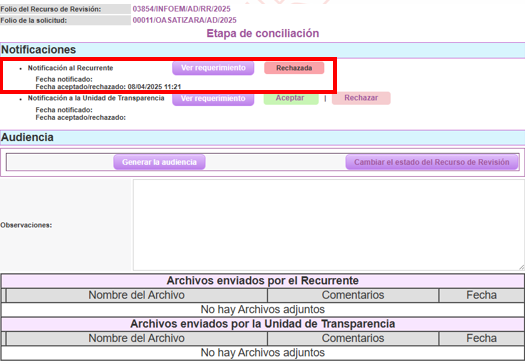 Folio del Recurso de Revisión: 03854/INFOEM/AD/RR/2025
Folio de la solicitud: 00011/OASATIZARA/AD/2025
Etapa de conciliación
Notificaciones
Notificación al Recurrente Ver requerimiento Rechazada
Fecha notificado:
Fecha aceptado/rechazado: 08/04/2025 11:21
Notificación a la Unidad de Transparencia Ver requerimiento Aceptar | Rechazar
Fecha notificado:
Fecha aceptado/rechazado:
Audiencia
Generar la audiencia Cambiar el estado del Recurso de Revisión
Observaciones:
Archivos enviados por el Recurrente
Nombre del Archivo Comentarios Fecha
No hay Archivos adjuntos
Archivos enviados por la Unidad de Transparencia
Nombre del Archivo Comentarios Fecha
No hay Archivos adjuntos